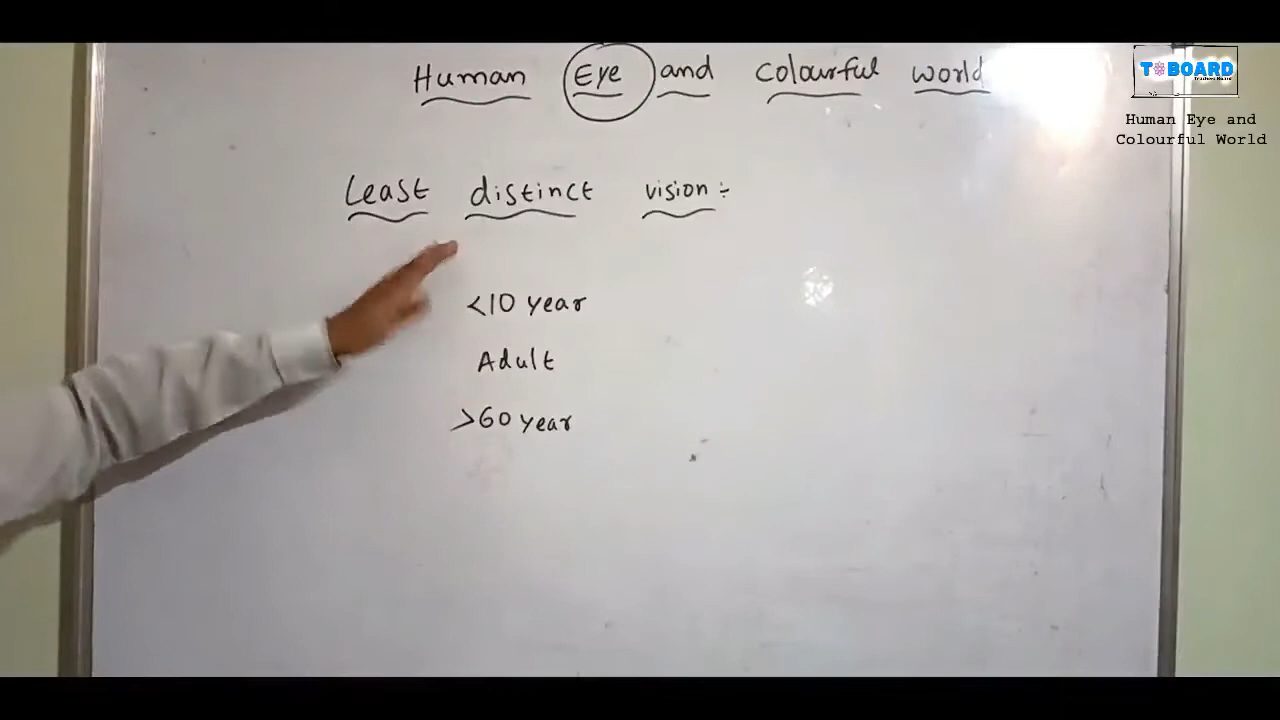 Human Eye and Colourful World
T BOARD
Human Eye and
Colourful World
Least distinct vision :-
<10 year
Adult
>60 year